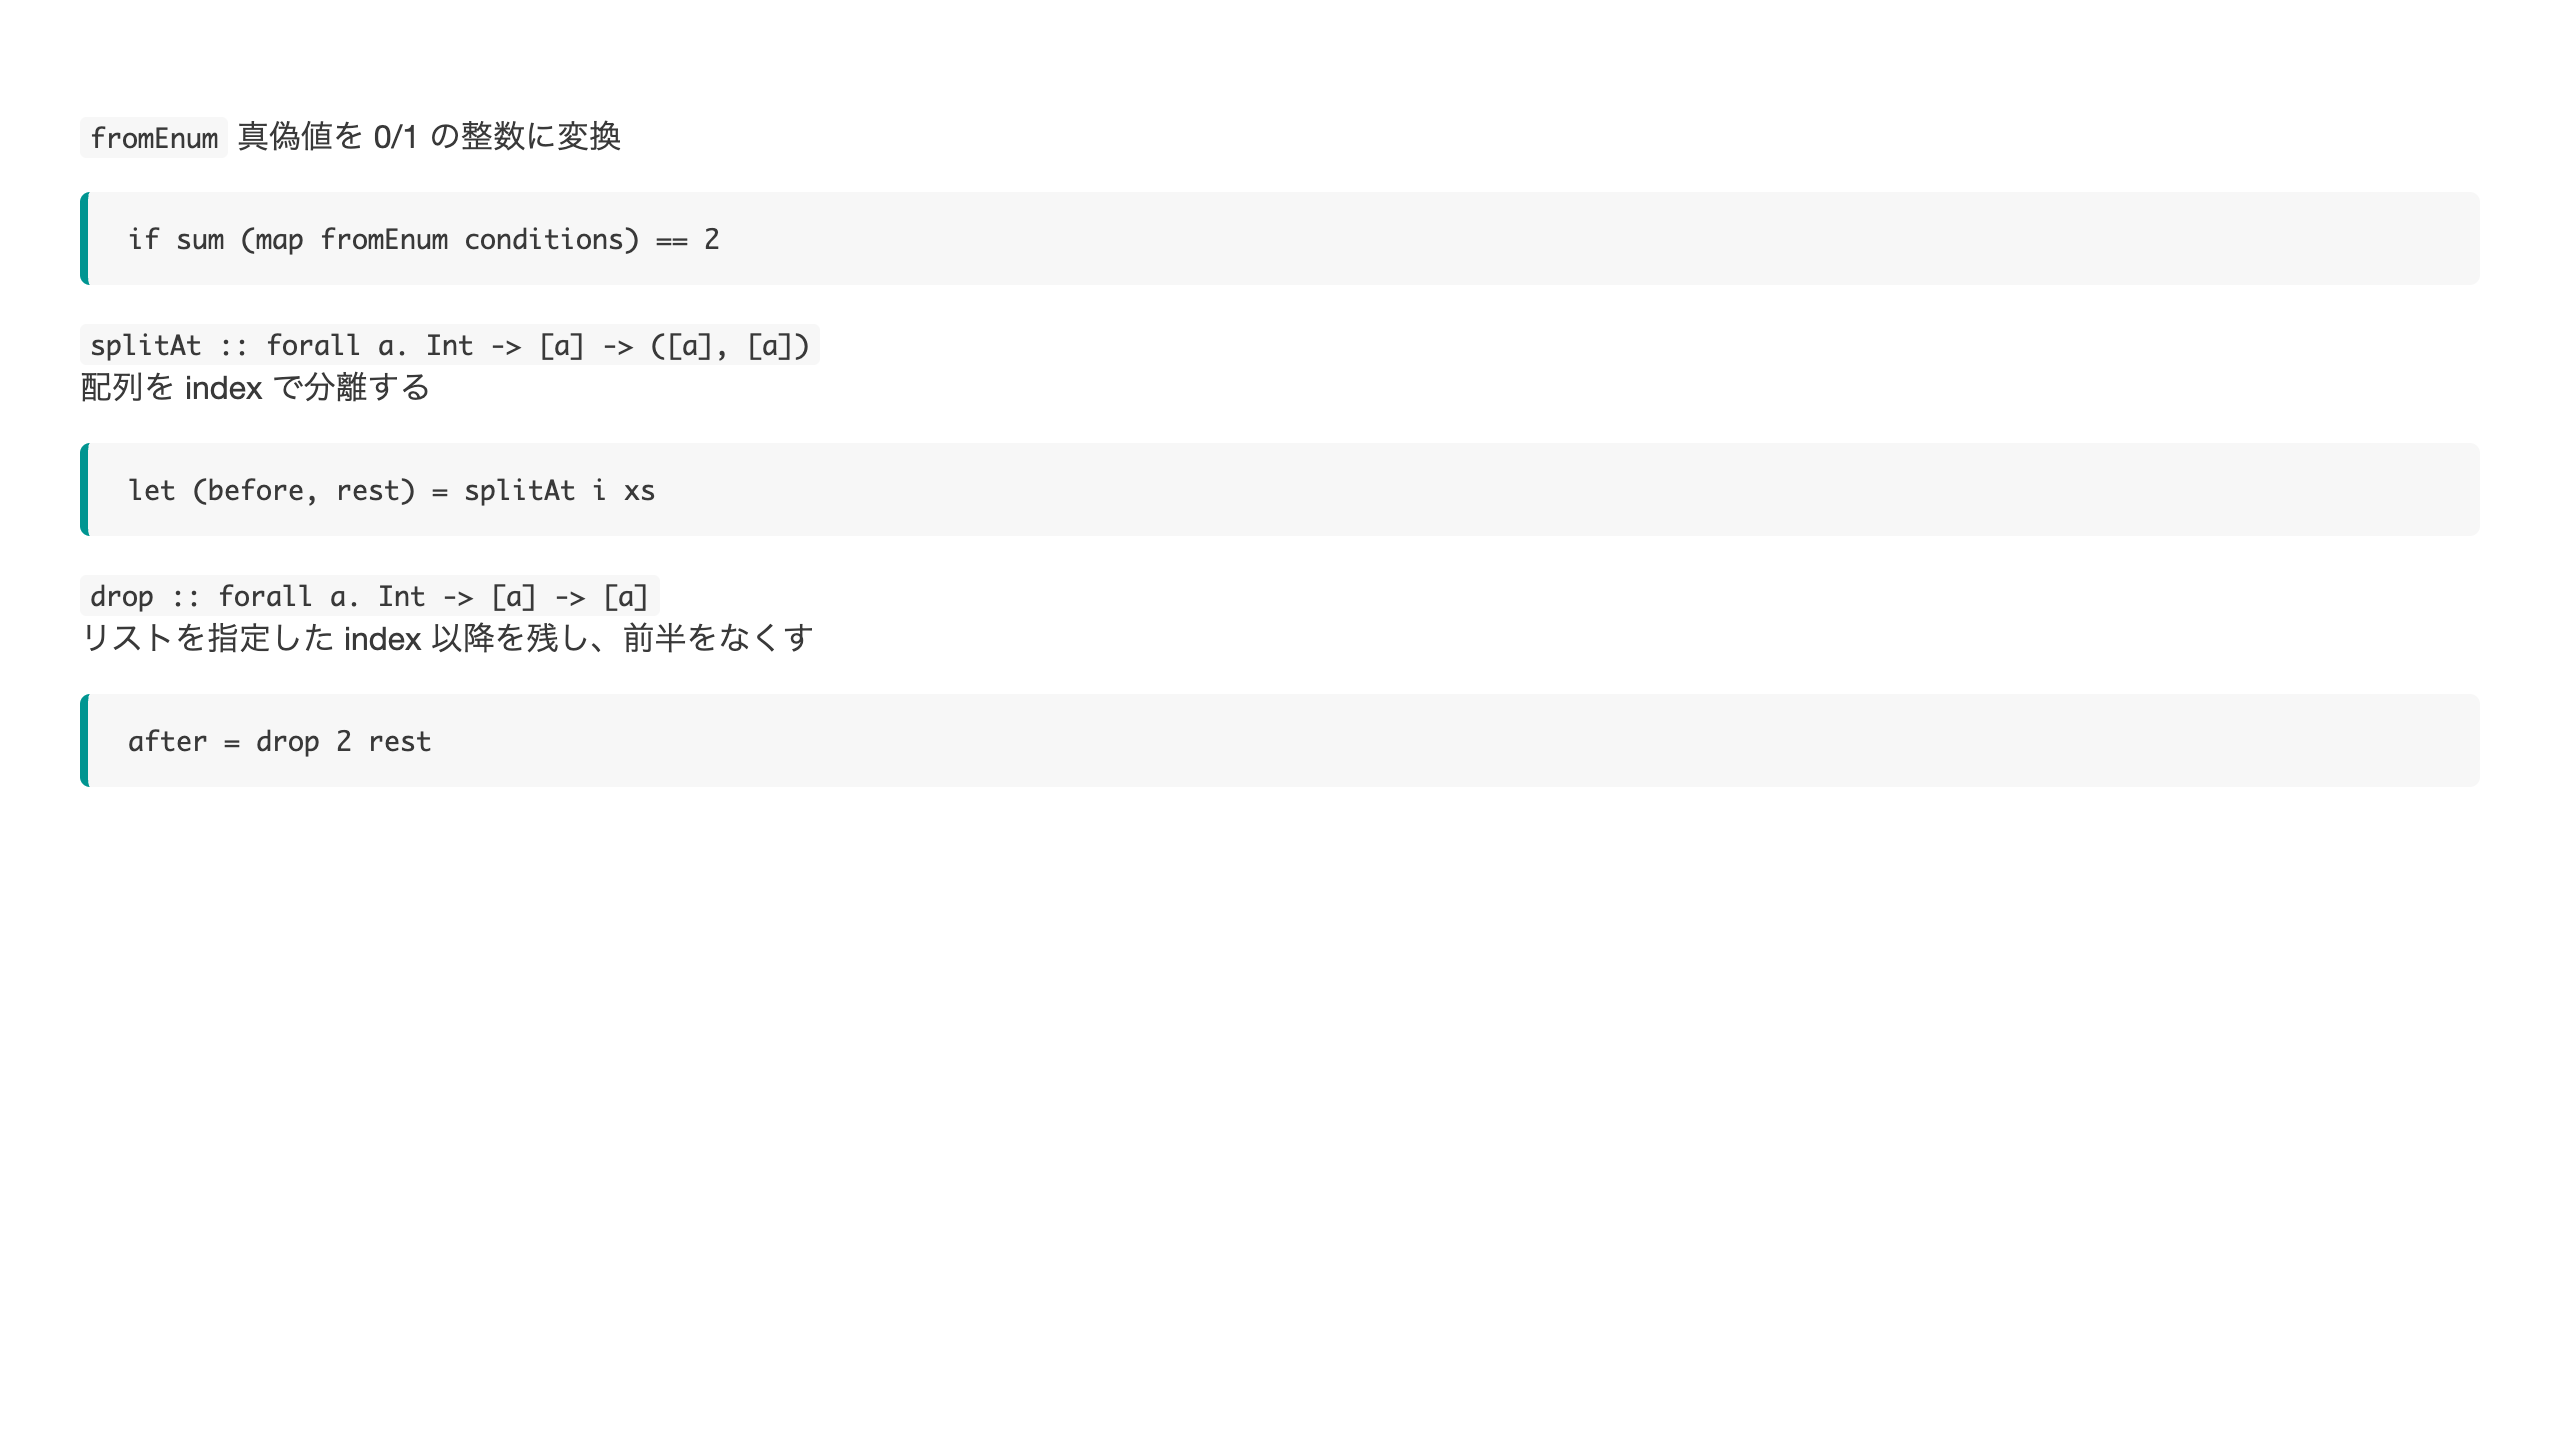 fromEnum 真偽値を 0/1 の整数に変換
if sum (map fromEnum conditions) == 2
splitAt :: forall a. Int -> [a] -> ([a], [a])
配列を index で分離する
let (before, rest) = splitAt i xs
drop :: forall a. Int -> [a] -> [a]
リストを指定した index 以降を残し、前半をなくす
after = drop 2 rest